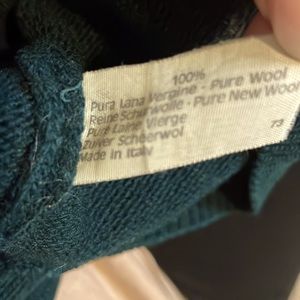 100%
Pura Lana Vergine - Pure Wool
Reine Schurwolle - Pure New Wool
Pure Laine Vierge
Zuiver Scheerwol
Made in Italy
73